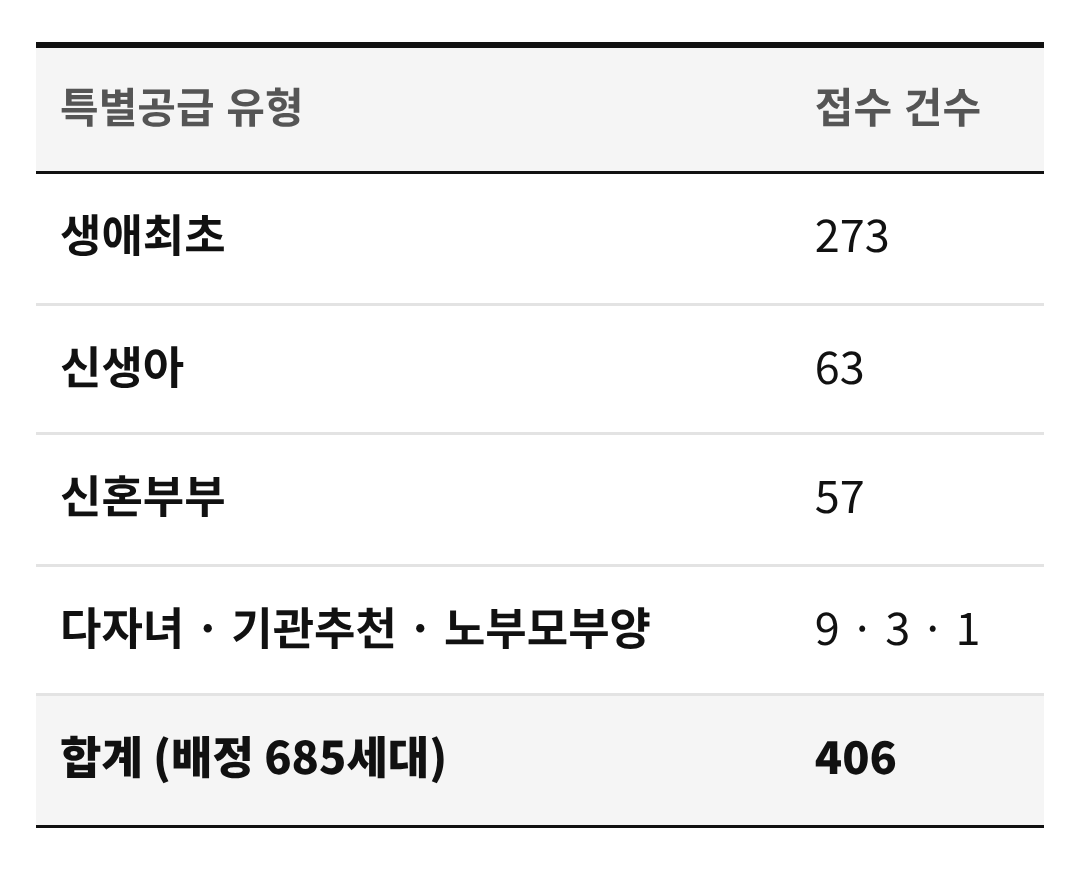 특별공급 유형 접수 건수
생애최초 273
신생아 63
신혼부부 57
다자녀 · 기관추천 · 노부모부양 9 · 3 · 1
합계 (배정 685세대) 406